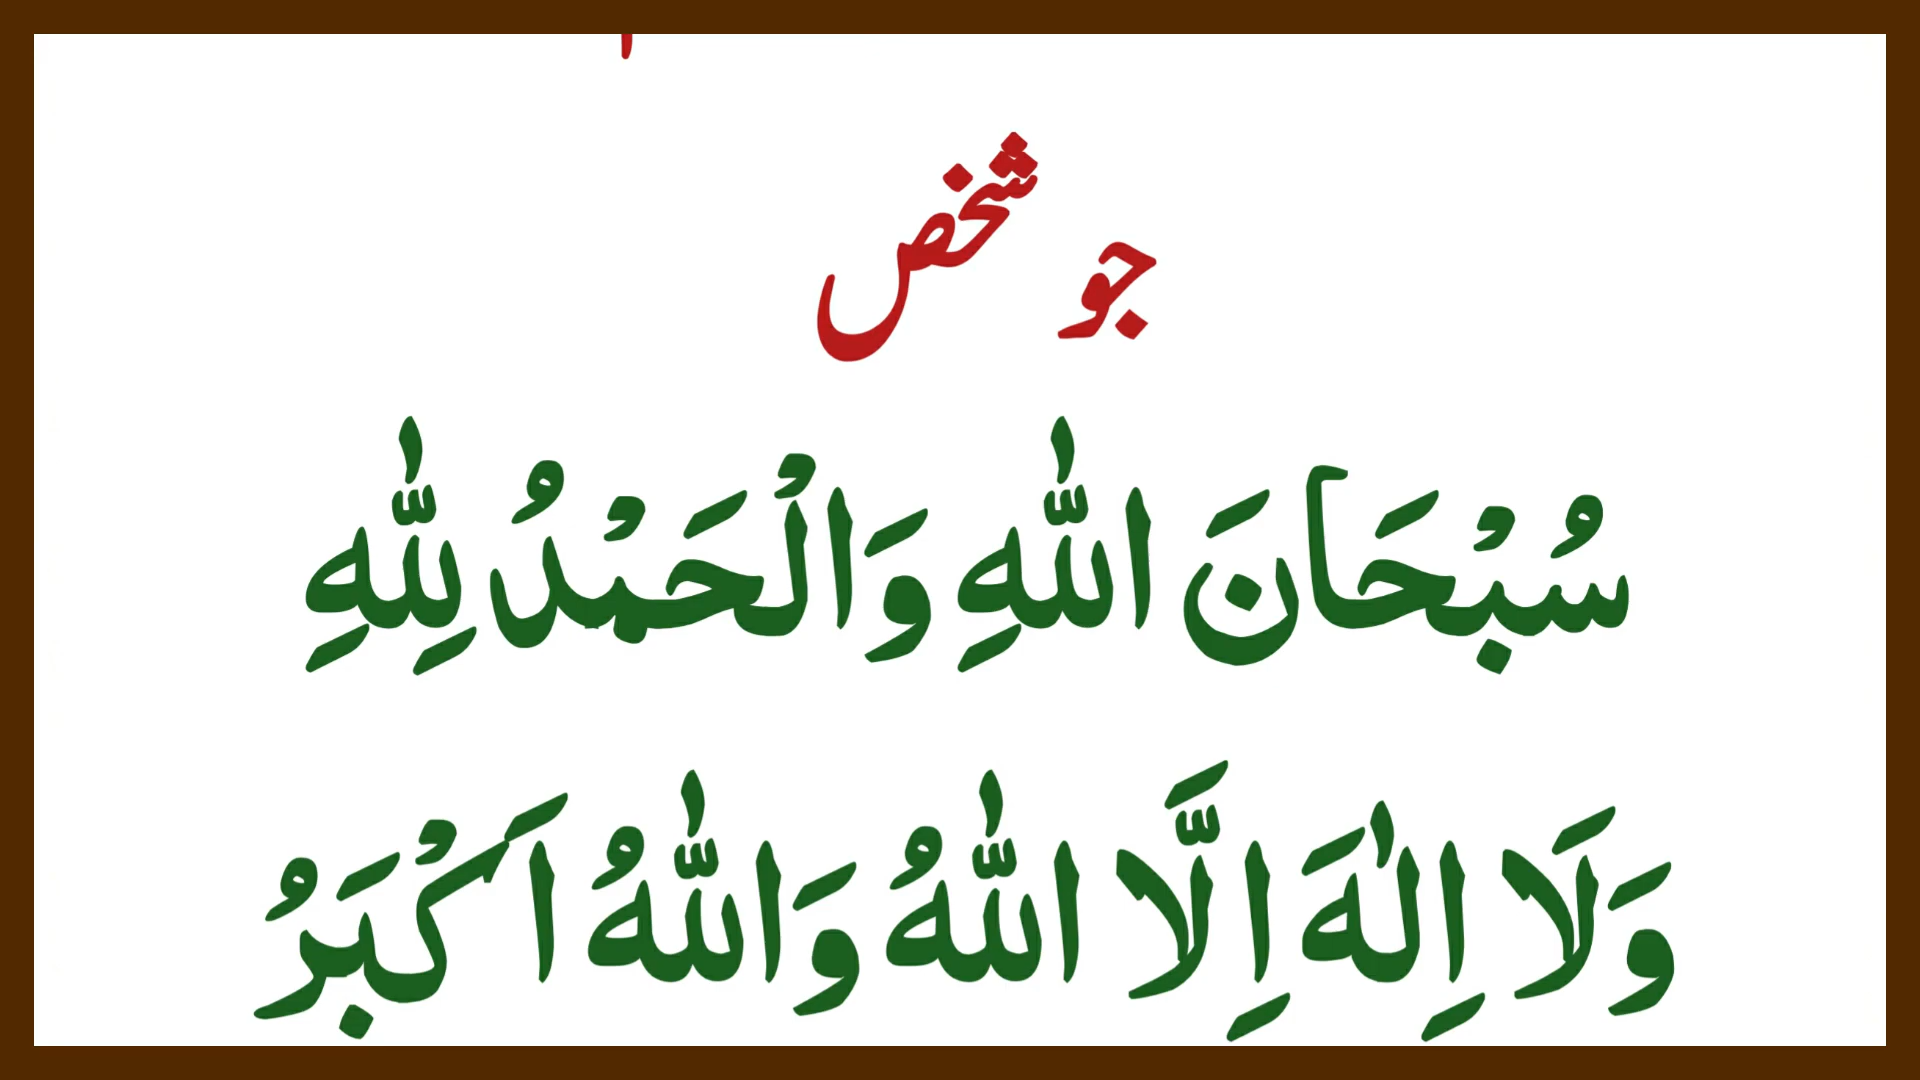 جو شخص
سُبْحَانَ اللّٰهِ وَالْحَمْدُ لِلّٰهِ
وَلَا اِلٰهَ اِلَّا اللّٰهُ وَاللّٰهُ اَكْبَرُ